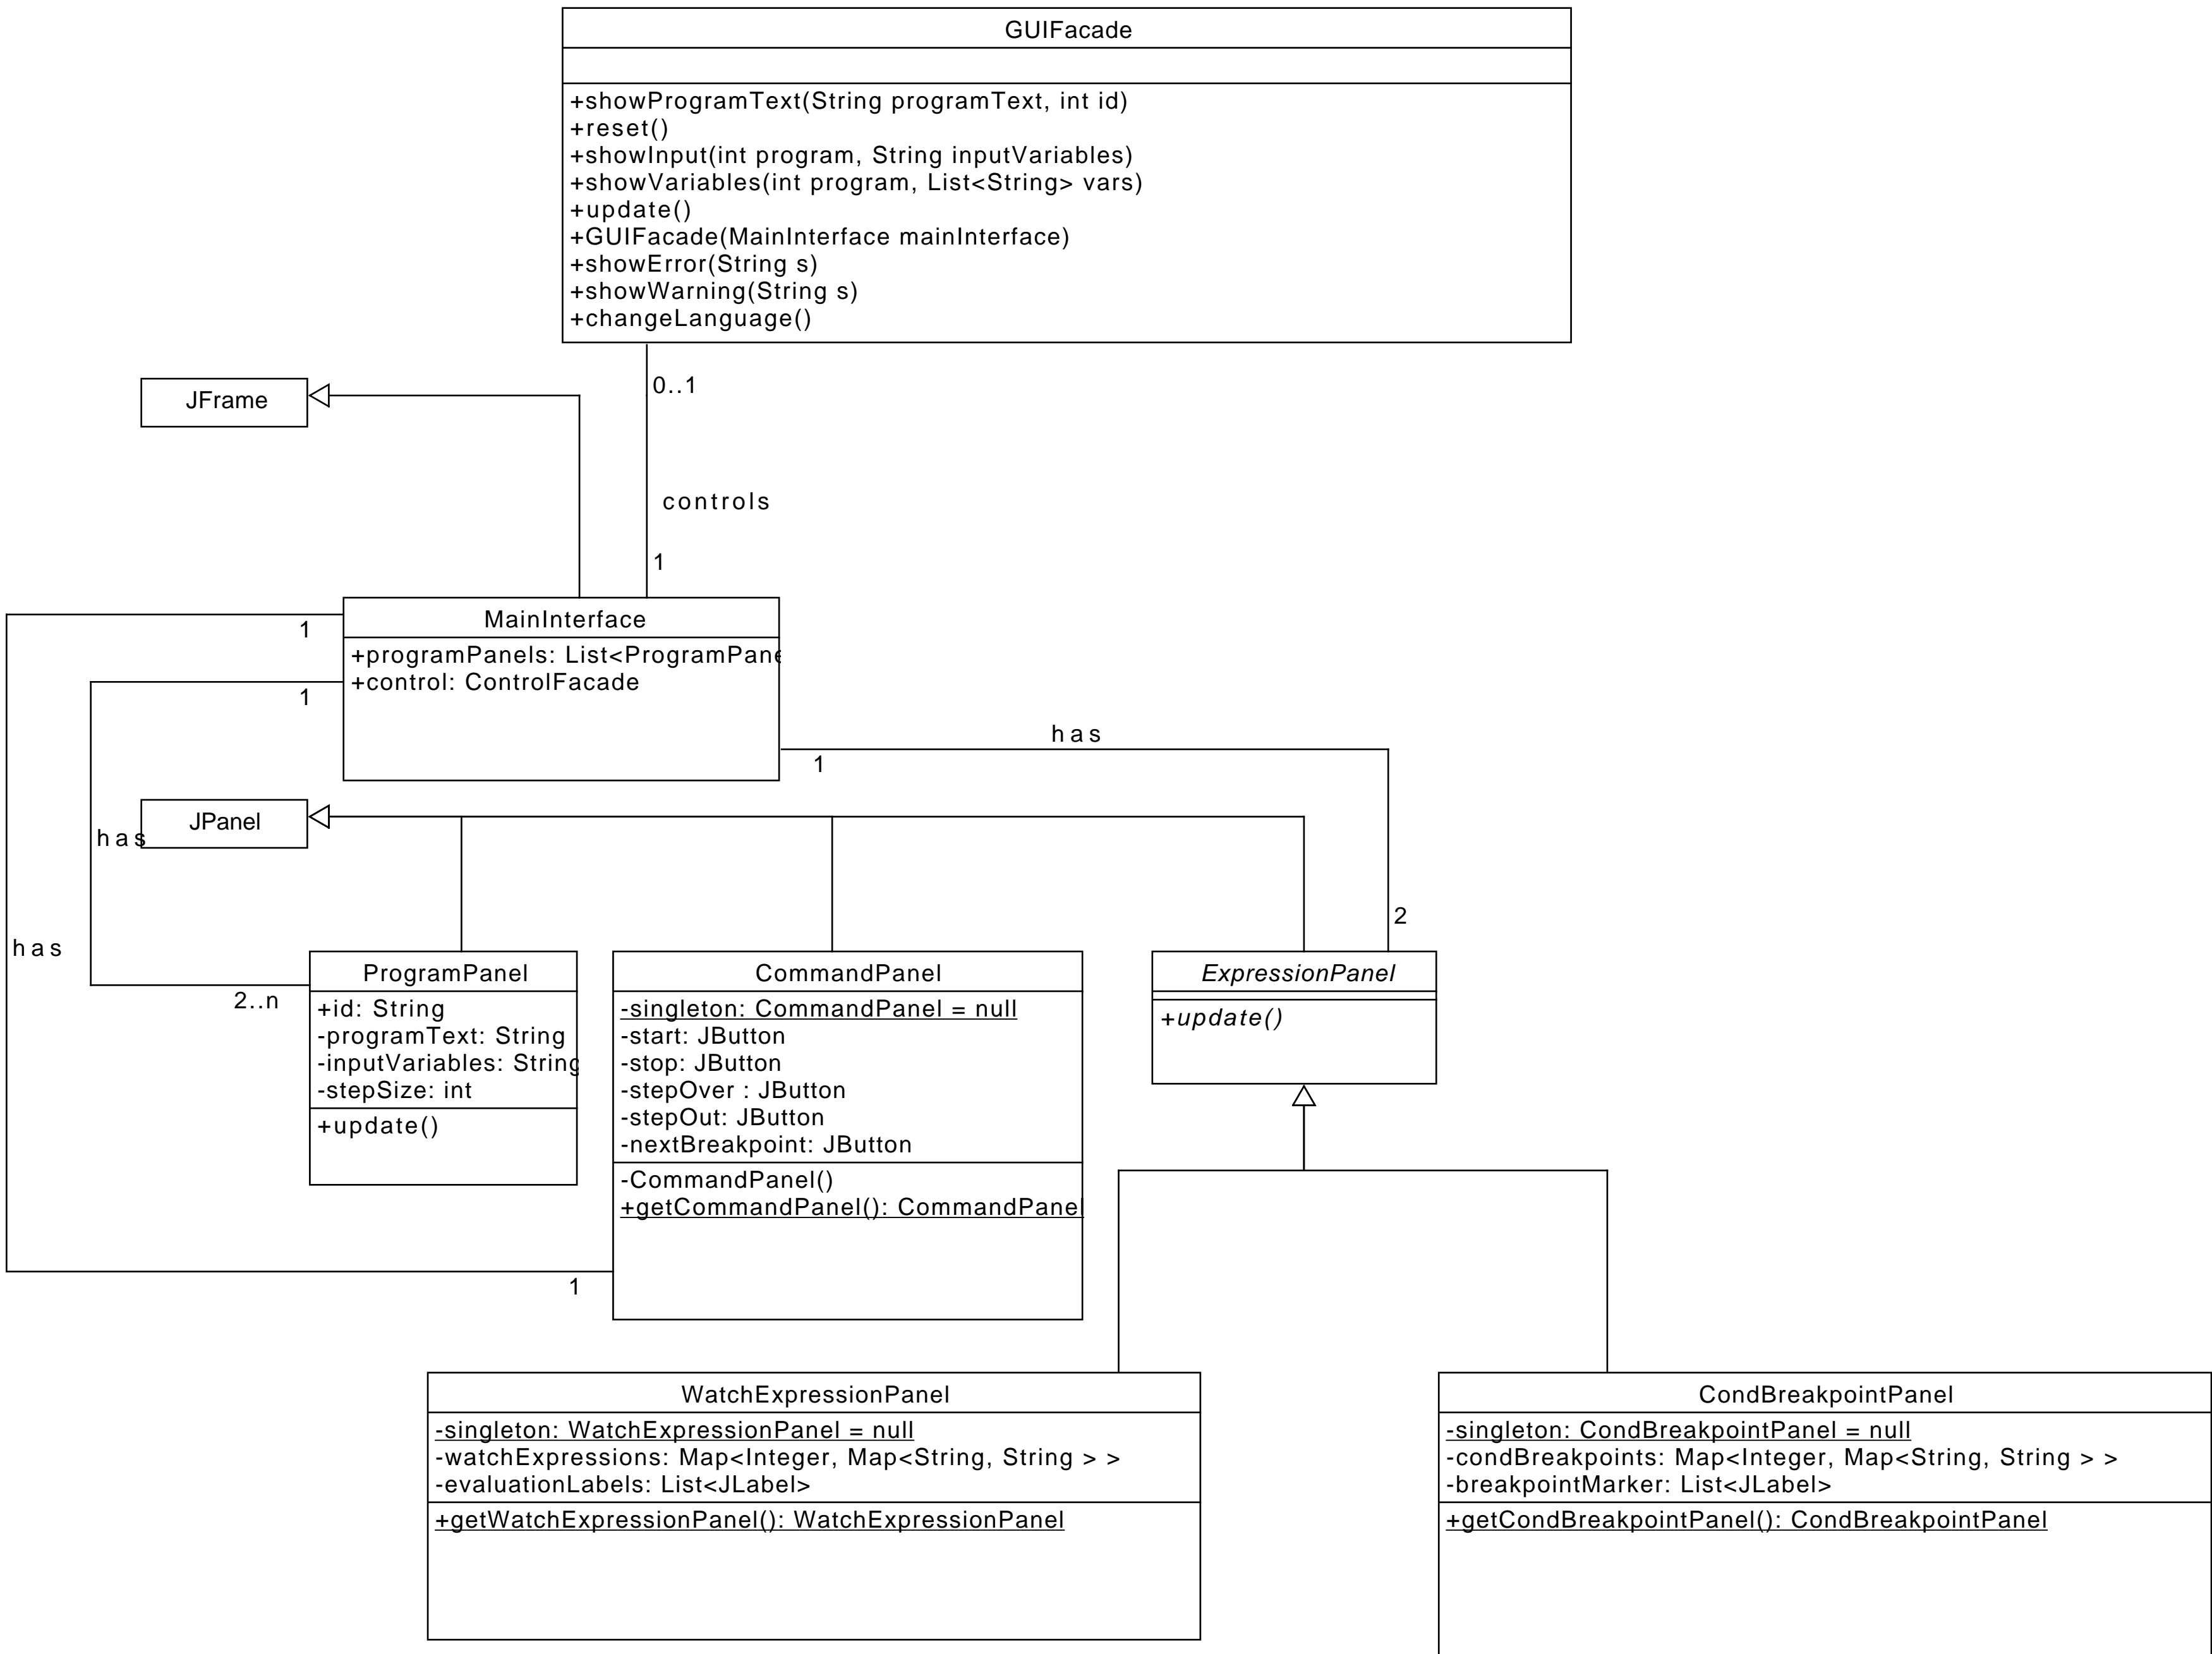 GUIFacade
+showProgramText(String programText, int id)
+reset()
+showInput(int program, String inputVariables)
+showVariables(int program, List<String> vars)
+update()
+GUIFacade(MainInterface mainInterface)
+showError(String s)
+showWarning(String s)
+changeLanguage()
0..1
JFrame
controls
1
MainInterface
+programPanels: List<ProgramPane
+control: ControlFacade
1
1
has
1
JPanel
has
2
has
ProgramPanel
+id: String
-programText: String
-inputVariables: String
-stepSize: int
+update()
2..n
CommandPanel
-singleton: CommandPanel = null
-start: JButton
-stop: JButton
-stepOver : JButton
-stepOut: JButton
-nextBreakpoint: JButton
-CommandPanel()
+getCommandPanel(): CommandPanel
1
ExpressionPanel
+update()
WatchExpressionPanel
-singleton: WatchExpressionPanel = null
-watchExpressions: Map<Integer, Map<String, String > >
-evaluationLabels: List<JLabel>
+getWatchExpressionPanel(): WatchExpressionPanel
CondBreakpointPanel
-singleton: CondBreakpointPanel = null
-condBreakpoints: Map<Integer, Map<String, String > >
-breakpointMarker: List<JLabel>
+getCondBreakpointPanel(): CondBreakpointPanel